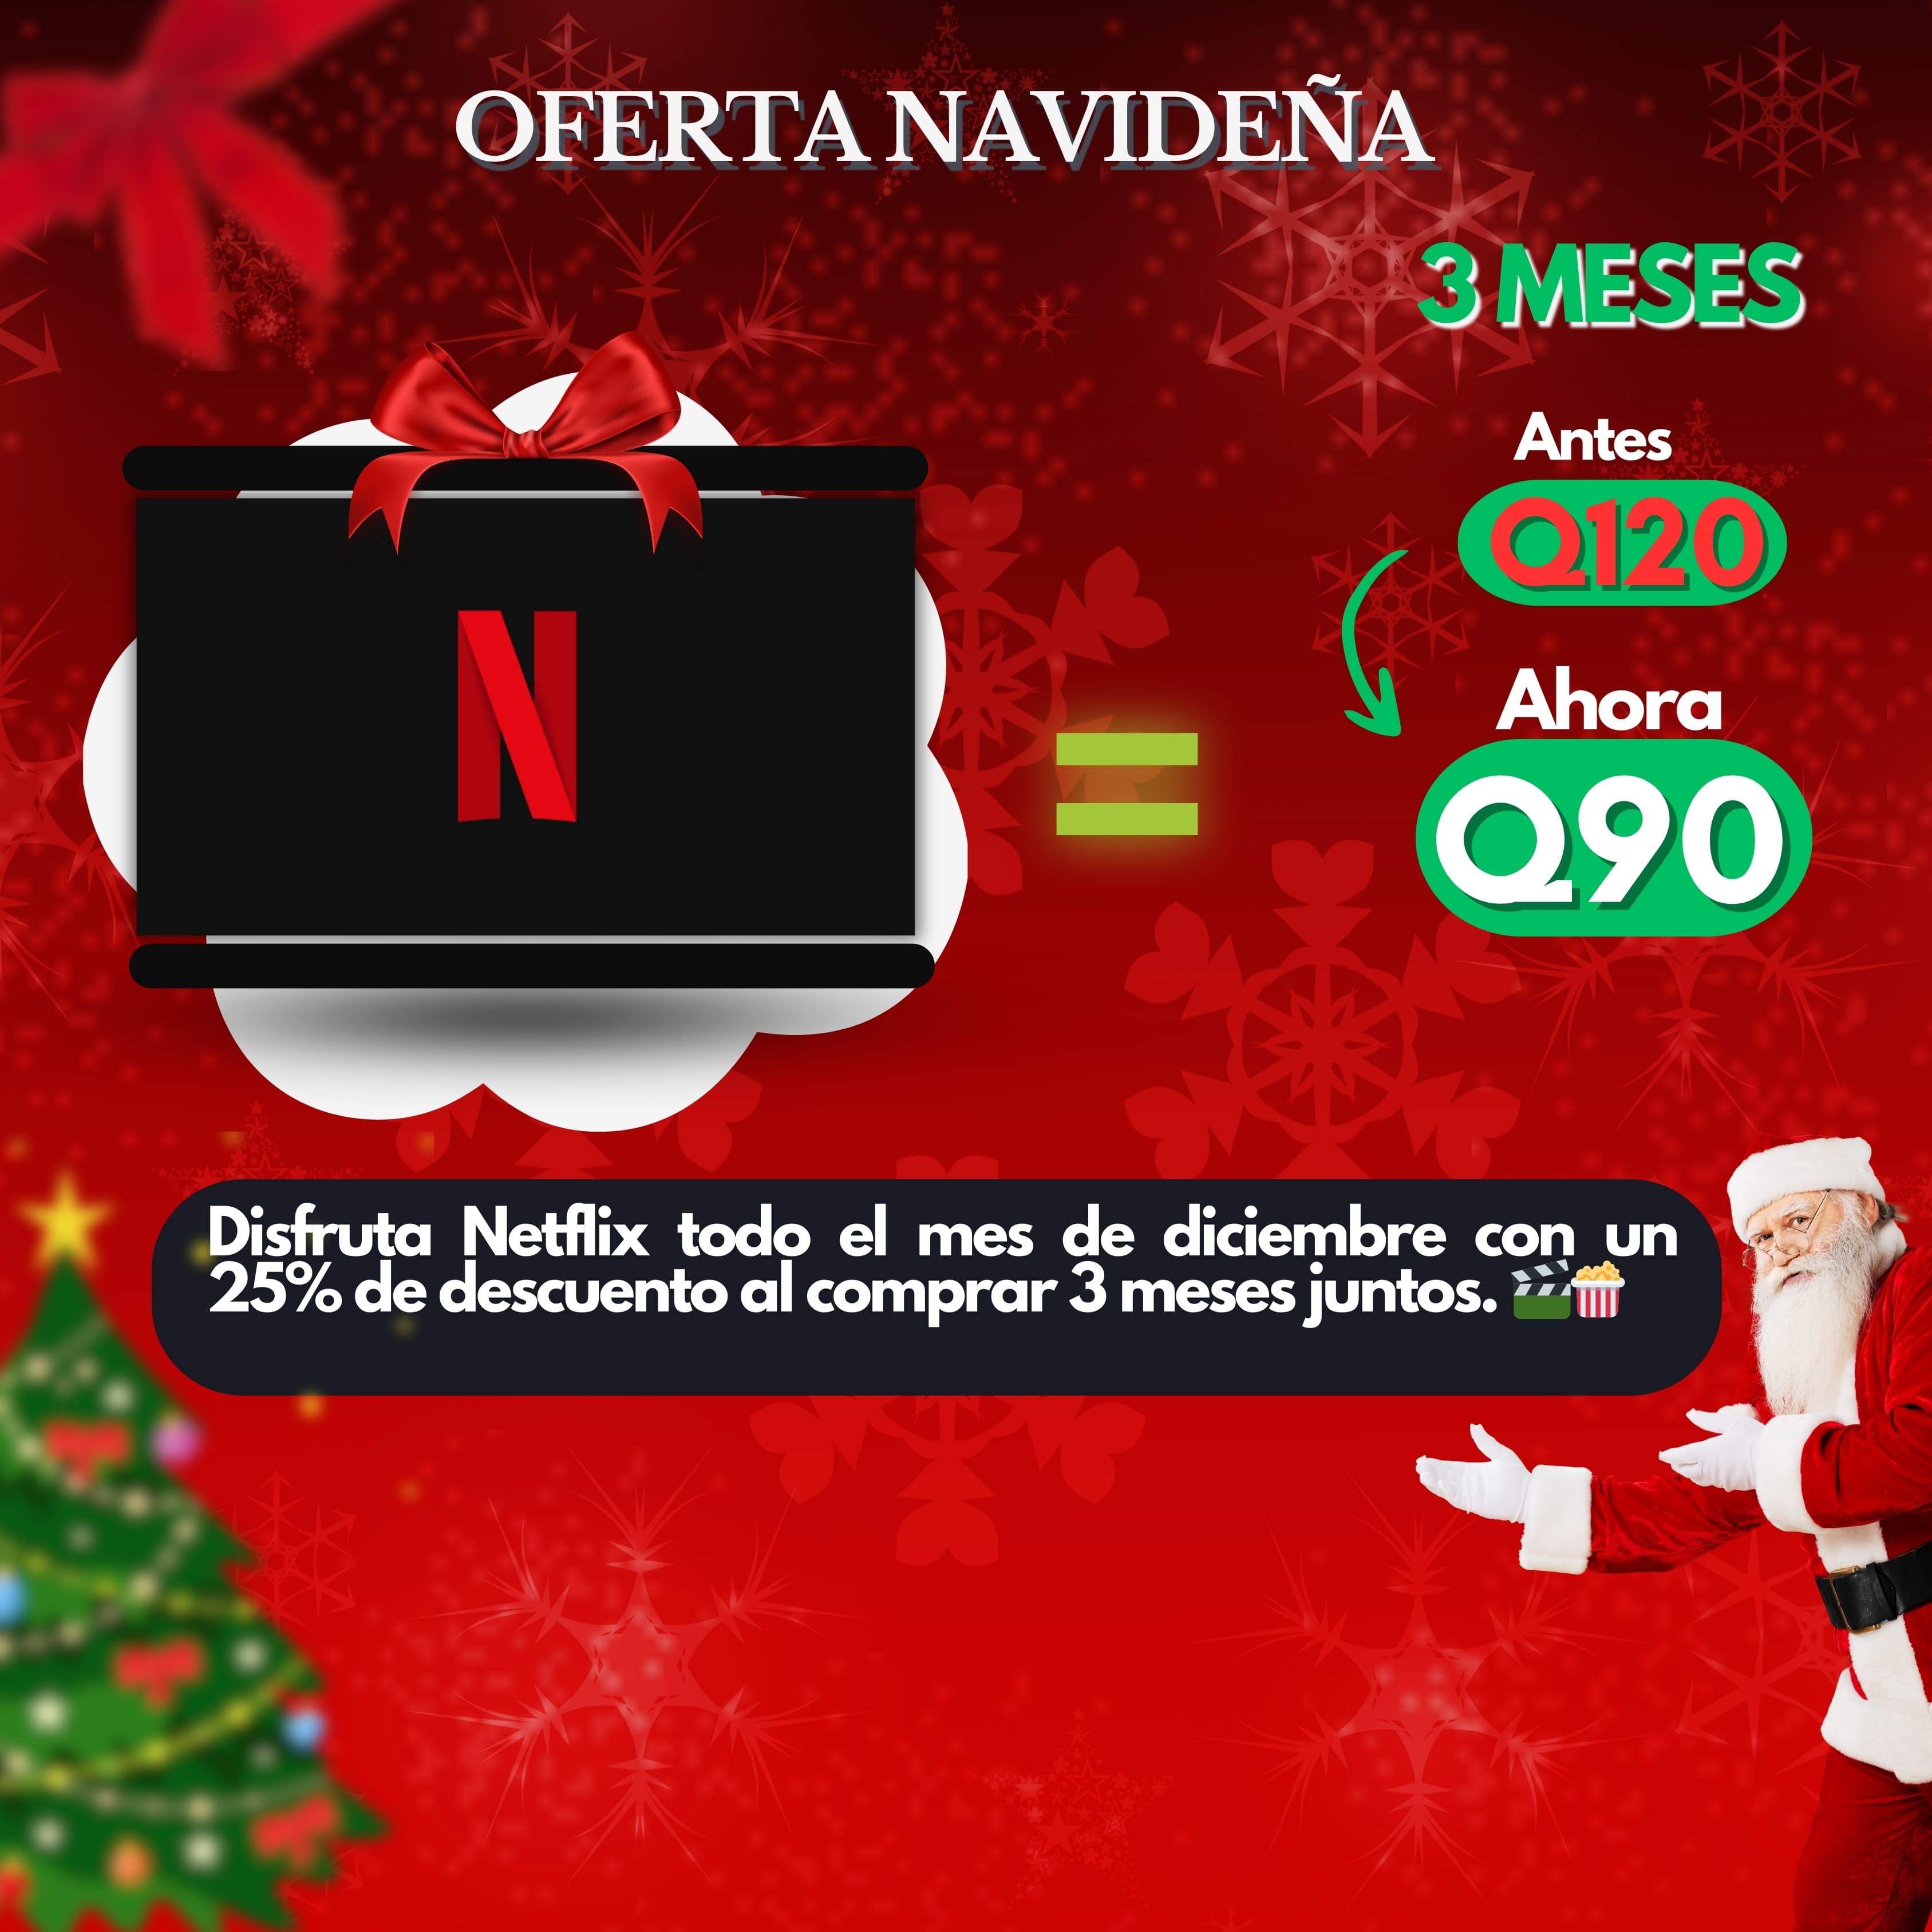 OFERTA NAVIDEÑA
3 MESES
Antes
Q120
Ahora
Q90
N
=
Disfruta Netflix todo el mes de diciembre con un
25% de descuento al comprar 3 meses juntos. 🎬🍿